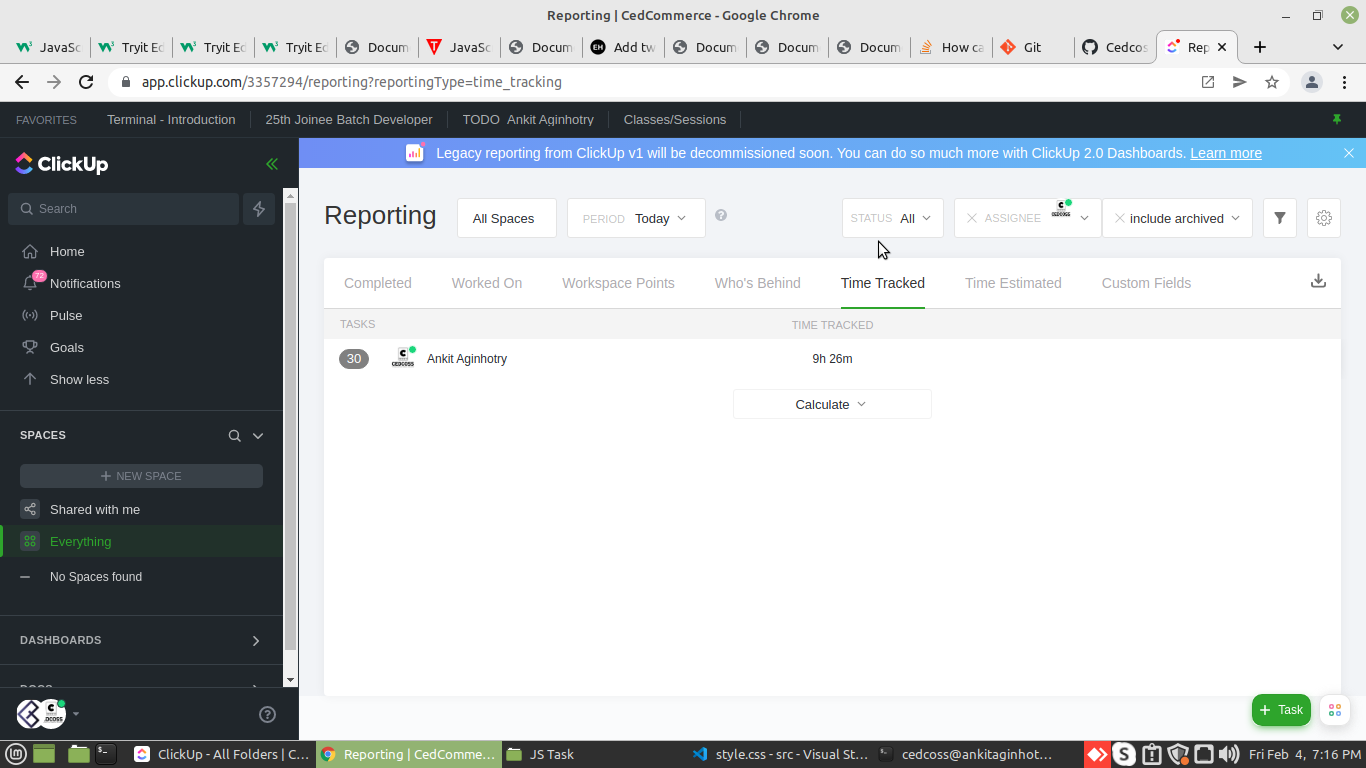 Reporting | CedCommerce - Google Chrome
JavaSc
Tryit Ed
Tryit Ed
Tryit Ed
Docum
JavaSc
Docum
EH Add tw
Docum
Docum
Docum
How ca
Git
Cedcos
Rep
app.clickup.com/3357294/reporting?reportingType=time_tracking
FAVORITES Terminal - Introduction 25th Joinee Batch Developer TODO Ankit Aginhotry Classes/Sessions
ClickUp
Legacy reporting from ClickUp v1 will be decommissioned soon. You can do so much more with ClickUp 2.0 Dashboards. Learn more
Search
Home
72
Notifications
Pulse
Goals
Show less
SPACES
+ NEW SPACE
Shared with me
Everything
No Spaces found
DASHBOARDS
Reporting All Spaces PERIOD Today STATUS All ASSIGNEE include archived
Completed Worked On Workspace Points Who's Behind Time Tracked Time Estimated Custom Fields
TASKS TIME TRACKED
30 CEDCOSS Ankit Aginhotry 9h 26m
Calculate
+ Task
ClickUp - All Folders | C...
Reporting | CedComme...
JS Task
style.css - src - Visual St...
cedcoss@ankitaginhot...
Fri Feb 4, 7:16 PM